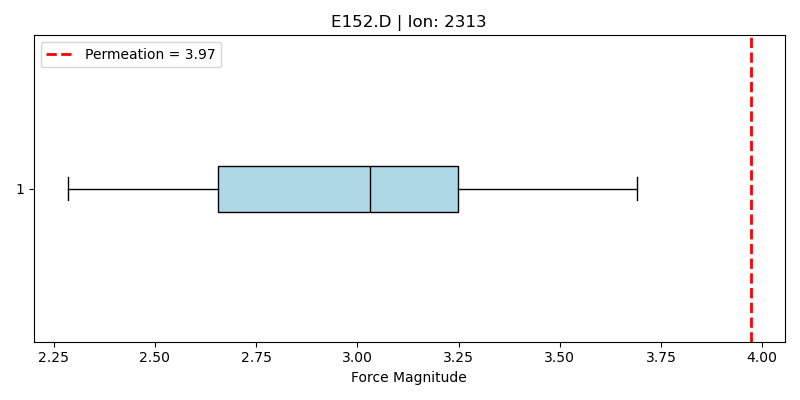 E152.D | Ion: 2313
Permeation = 3.97
1
2.25 2.50 2.75 3.00 3.25 3.50 3.75 4.00
Force Magnitude